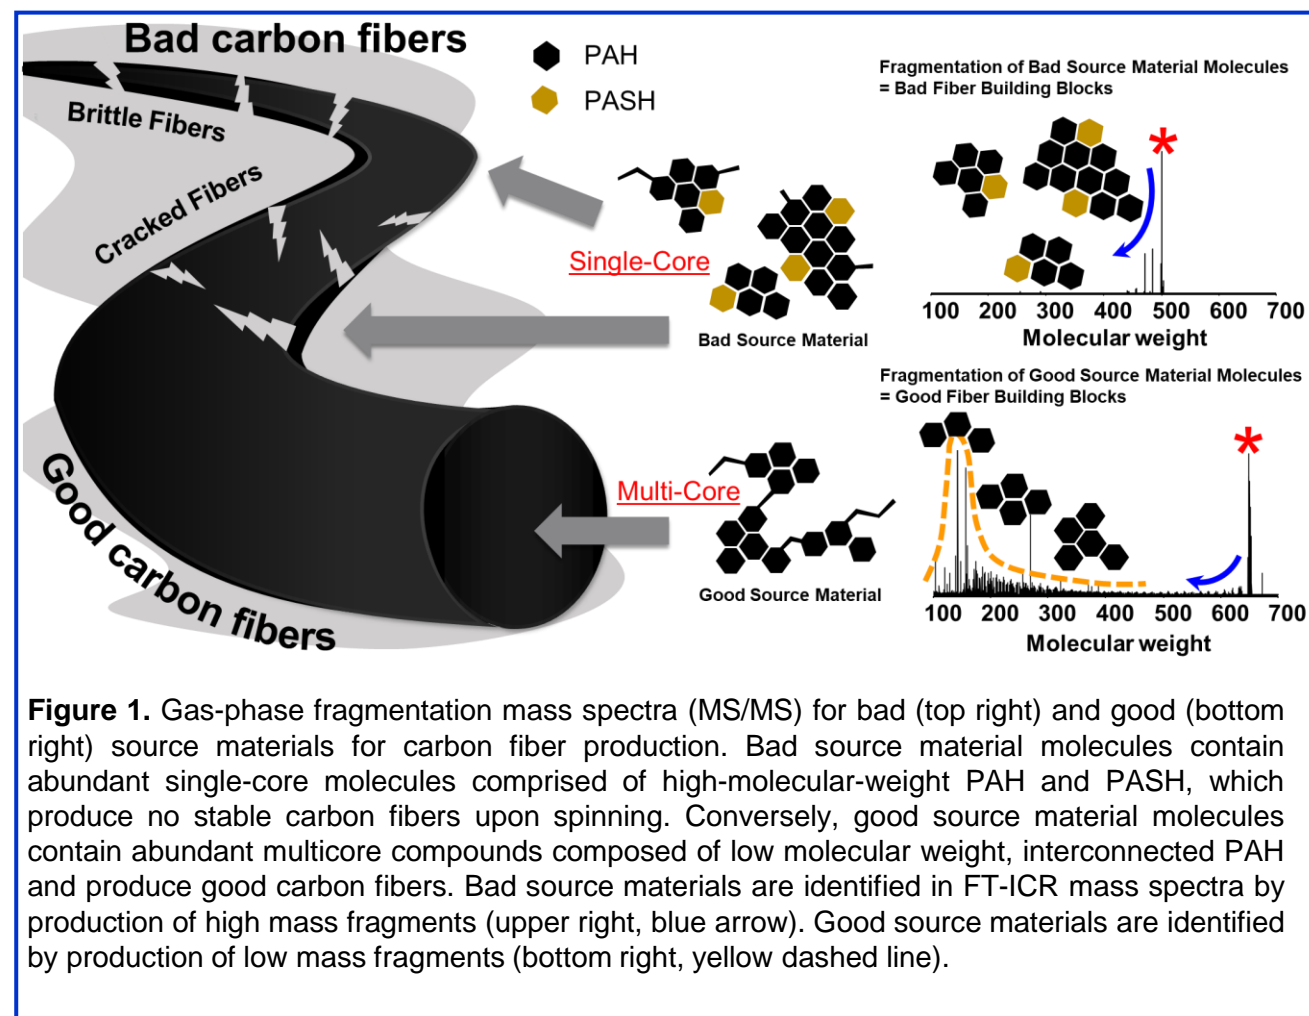 Bad carbon fibers
Brittle Fibers
Cracked Fibers
Good carbon fibers
PAH
PASH
Single-Core
Bad Source Material
Multi-Core
Good Source Material
Fragmentation of Bad Source Material Molecules
= Bad Fiber Building Blocks
*
100 200 300 400 500 600 700
Molecular weight
Fragmentation of Good Source Material Molecules
= Good Fiber Building Blocks
*
100 200 300 400 500 600 700
Molecular weight
Figure 1. Gas-phase fragmentation mass spectra (MS/MS) for bad (top right) and good (bottom
right) source materials for carbon fiber production. Bad source material molecules contain
abundant single-core molecules comprised of high-molecular-weight PAH and PASH, which
produce no stable carbon fibers upon spinning. Conversely, good source material molecules
contain abundant multicore compounds composed of low molecular weight, interconnected PAH
and produce good carbon fibers. Bad source materials are identified in FT-ICR mass spectra by
production of high mass fragments (upper right, blue arrow). Good source materials are identified
by production of low mass fragments (bottom right, yellow dashed line).